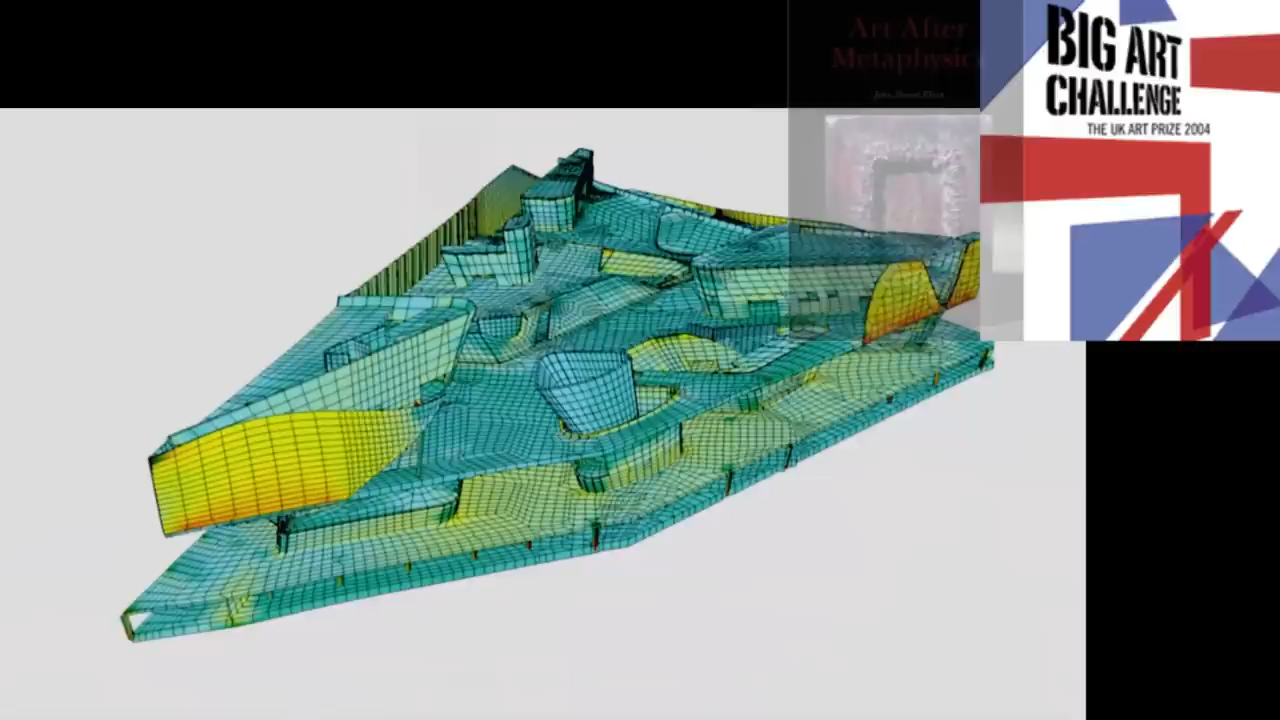 Art After
Metaphysics
BIG ART
CHALLENGE
THE UK ART PRIZE 2004